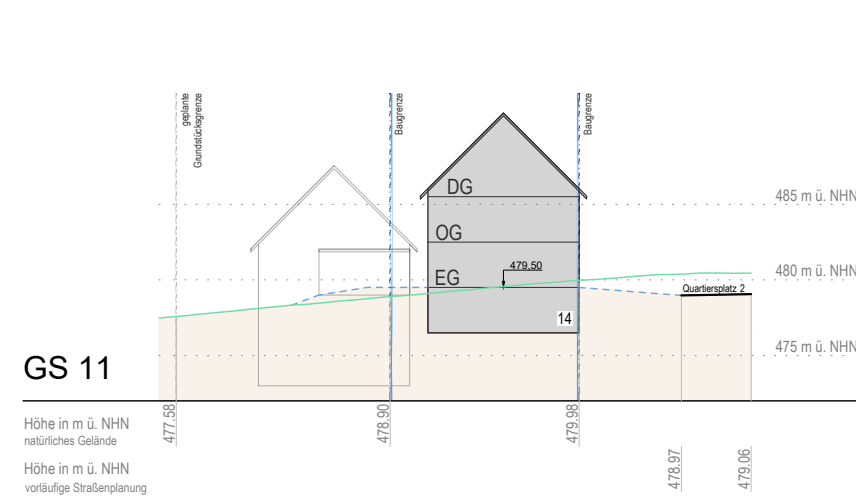 geplante
Grundstücksgrenze
Baugrenze
Baugrenze
DG
485 m ü. NHN
OG
479.50
480 m ü. NHN
EG
Quartiersplatz 2
14
475 m ü. NHN
GS 11
Höhe in m ü. NHN
natürliches Gelände
477.58
478.90
479.98
Höhe in m ü. NHN
vorläufige Straßenplanung
478.97
479.06